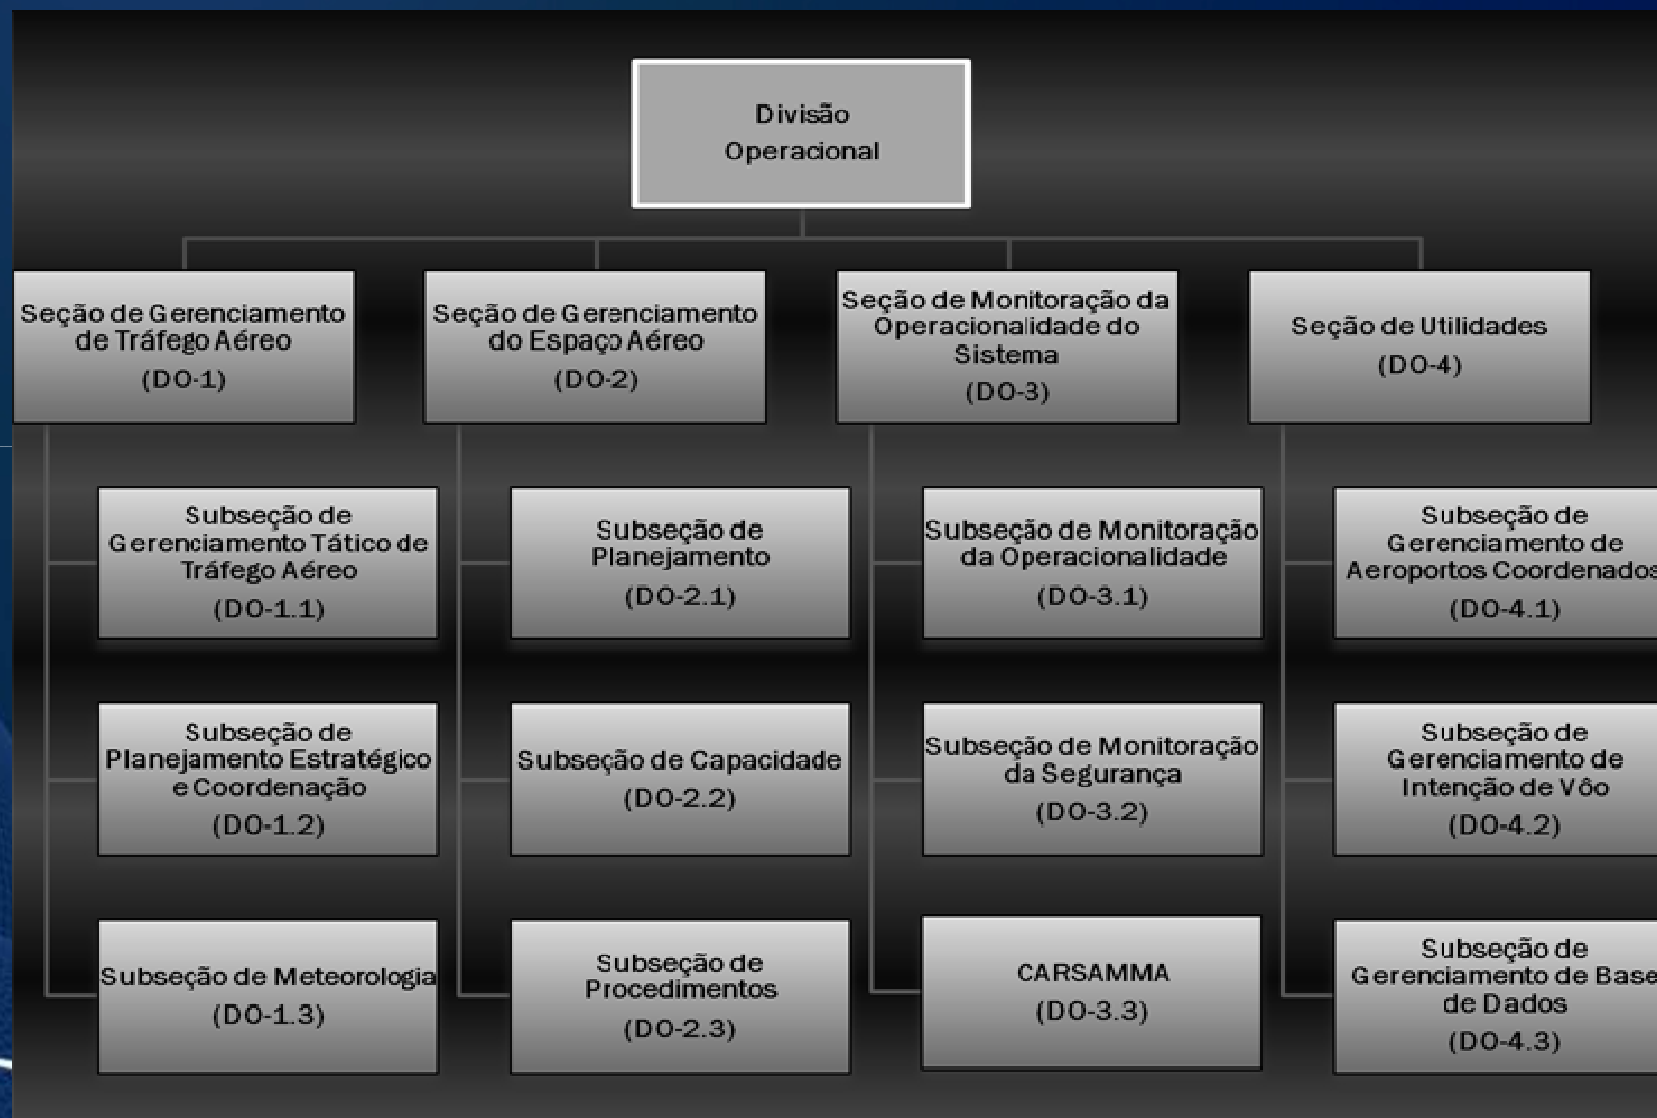 Divisão
Operacional
Seção de Gerenciamento
de Tráfego Aéreo
(DO-1)
Seção de Gerenciamento
do Espaço Aéreo
(DO-2)
Seção de Monitoração da
Operacionalidade do
Sistema
(DO-3)
Seção de Utilidades
(DO-4)
Subseção de
Gerenciamento Tático de
Tráfego Aéreo
(DO-1.1)
Subseção de
Planejamento
(DO-2.1)
Subseção de Monitoração
da Operacionalidade
(DO-3.1)
Subseção de
Gerenciamento de
Aeroportos Coordenados
(DO-4.1)
Subseção de
Planejamento Estratégico
e Coordenação
(DO-1.2)
Subseção de Capacidade
(DO-2.2)
Subseção de Monitoração
da Segurança
(DO-3.2)
Subseção de
Gerenciamento de
Intenção de Vôo
(DO-4.2)
Subseção de Meteorologia
(DO-1.3)
Subseção de
Procedimentos
(DO-2.3)
CARSAMMA
(DO-3.3)
Subseção de
Gerenciamento de Base
de Dados
(DO-4.3)